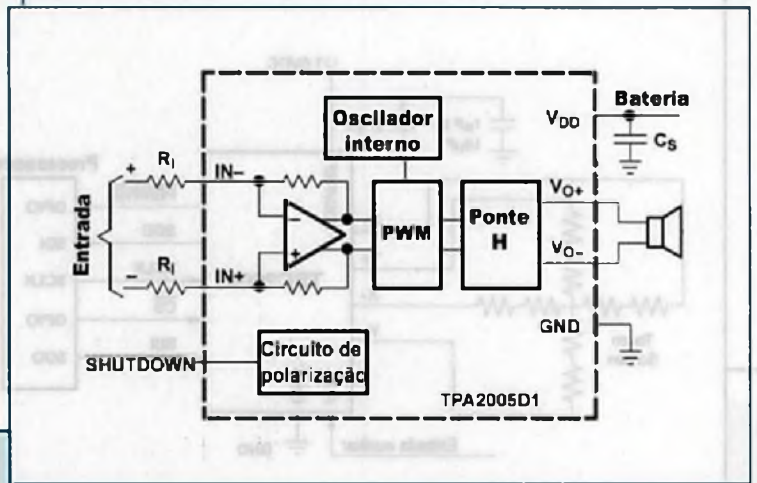 Oscilador
interno
Bateria
V_DD
C_S
+
R_I
IN–
Entrada
–
R_I
IN+
–
+
PWM
Ponte
H
V_O+
V_O–
GND
SHUTDOWN
Circuito de
polarização
TPA2005D1